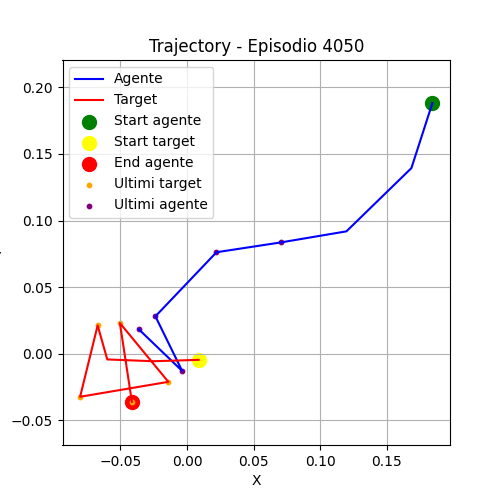 Trajectory - Episodio 4050
Agente
Target
Start agente
Start target
End agente
Ultimi target
Ultimi agente
0.20
0.15
0.10
0.05
0.00
−0.05
−0.05
0.00
0.05
0.10
0.15
X